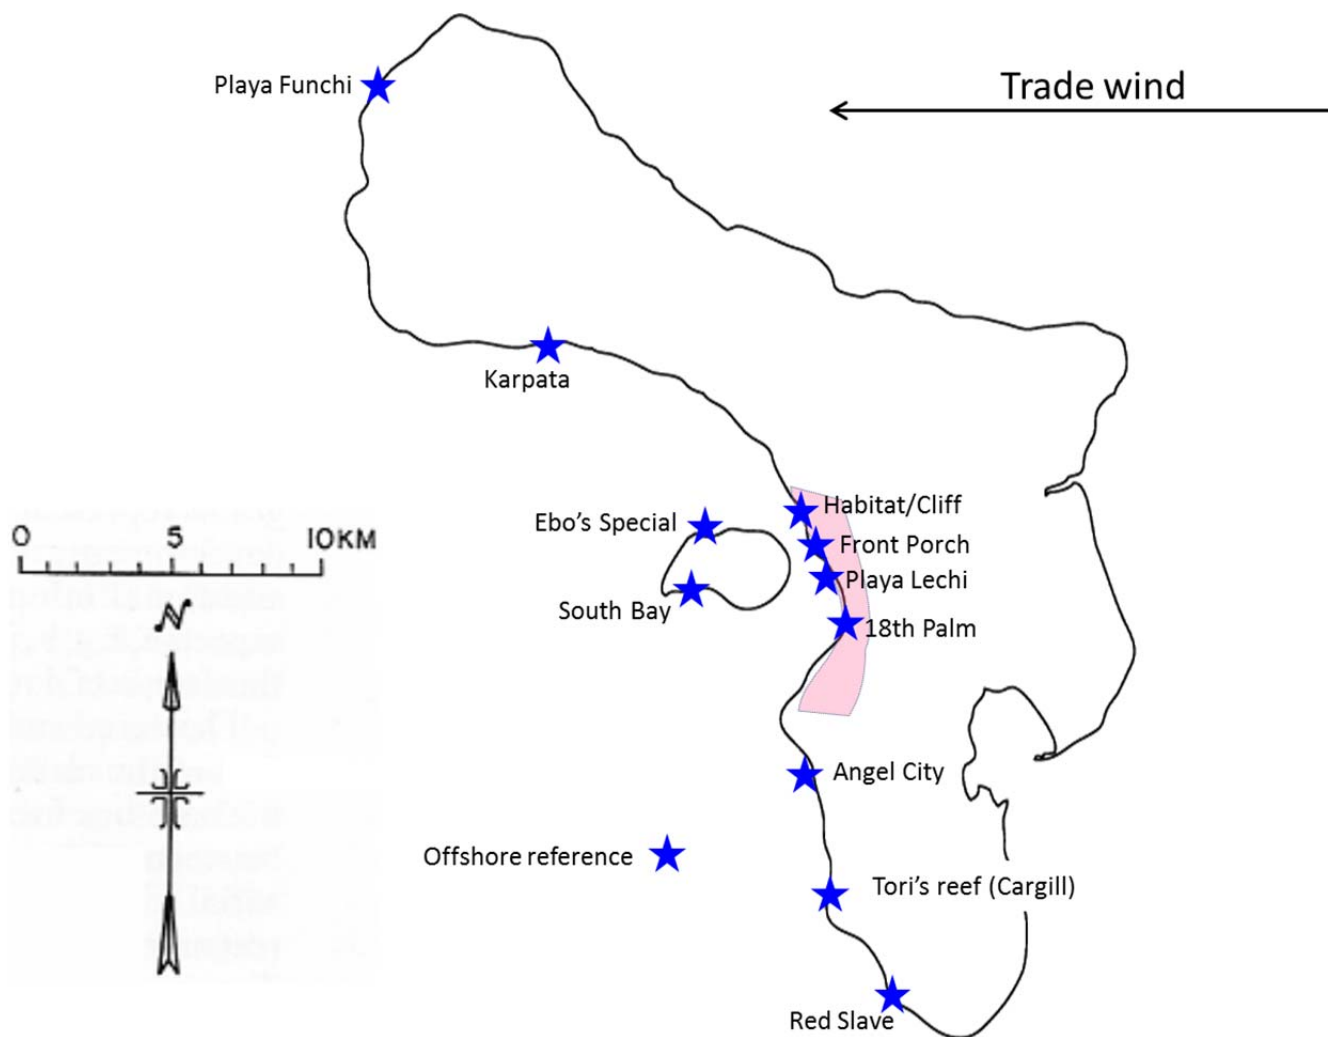 Playa Funchi
Trade wind
Karpata
Habitat/Cliff
Ebo's Special
Front Porch
0 5 10KM
Playa Lechi
South Bay
18th Palm
N
Angel City
Offshore reference
Tori's reef (Cargill)
Red Slave